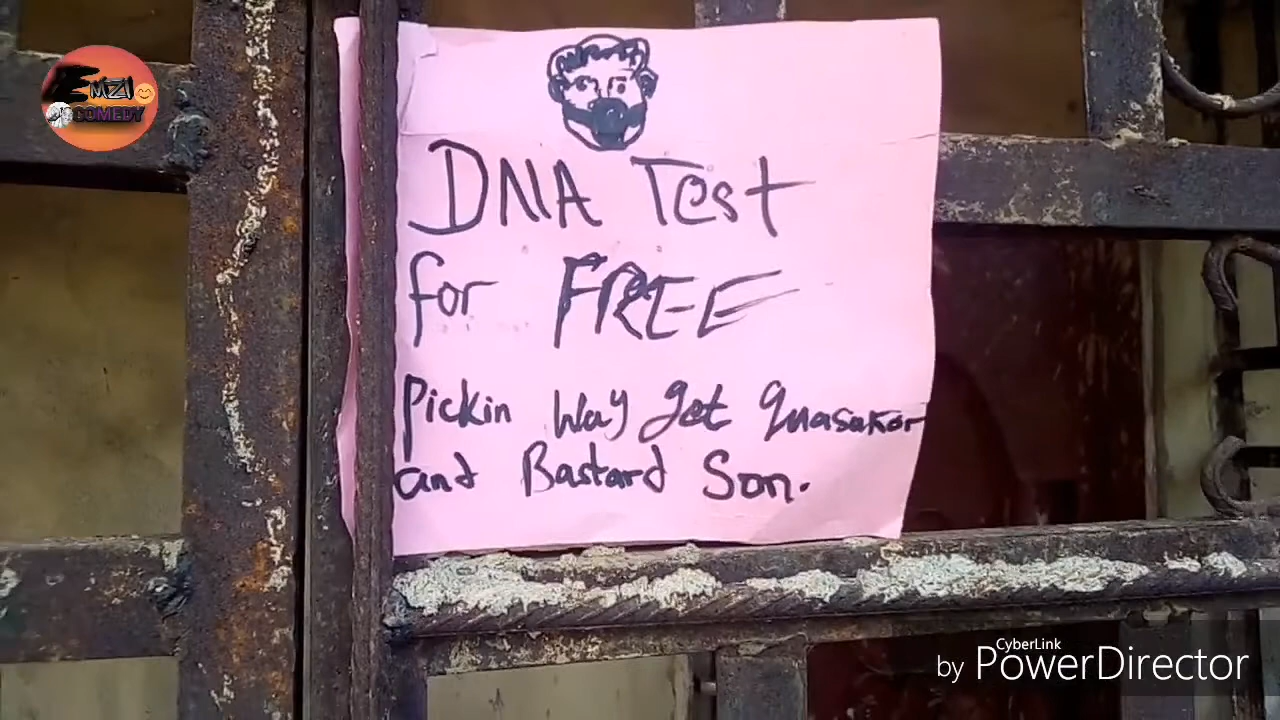 EMZI
COMEDY
DNA Test
for FREE
Pickin Way get quasakor
and Bastard Son.
CyberLink
by PowerDirector